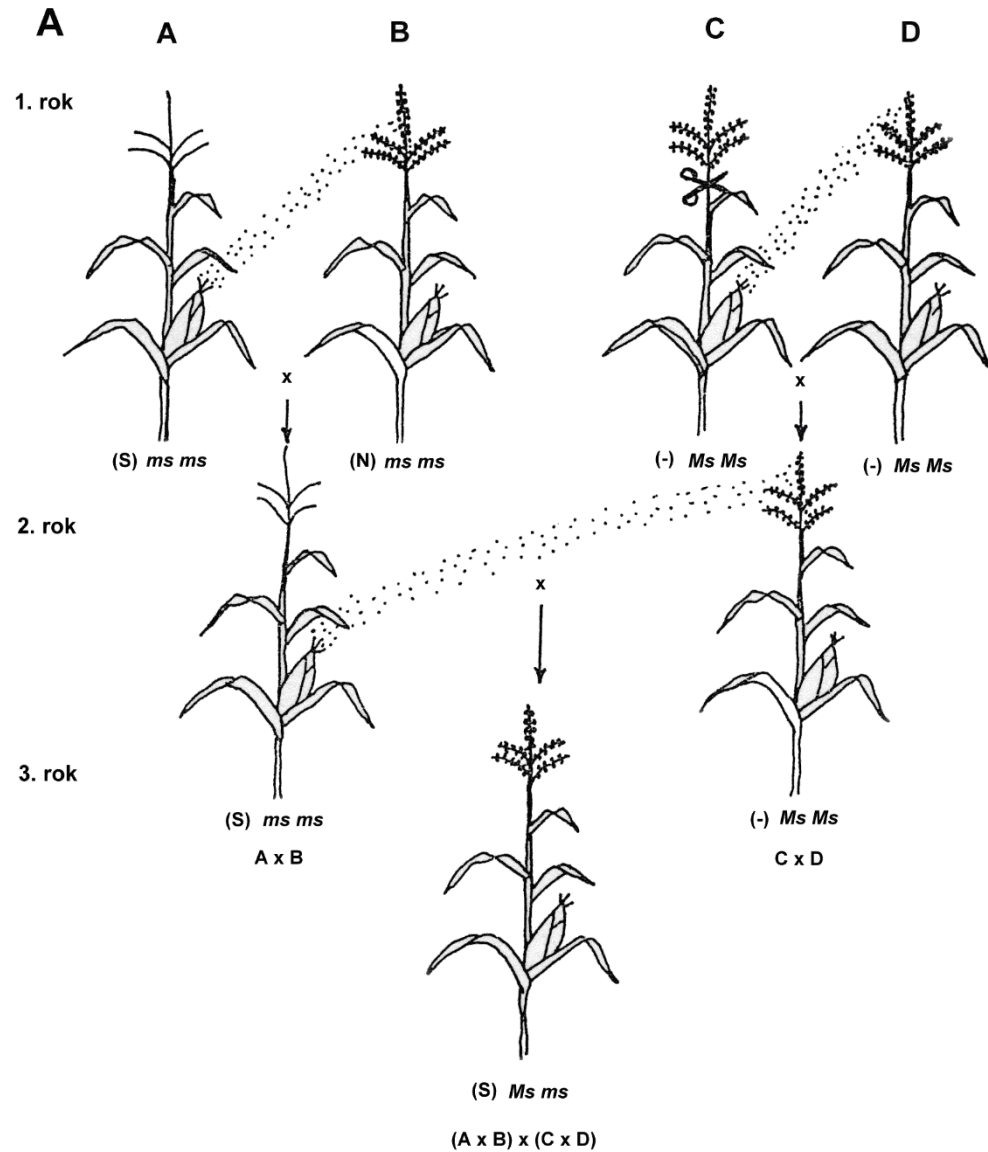 A
A B C D
1. rok
x x
(S) ms ms (N) ms ms (-) Ms Ms (-) Ms Ms
2. rok
x
3. rok
(S) ms ms (-) Ms Ms
A x B C x D
(S) Ms ms
(A x B) x (C x D)